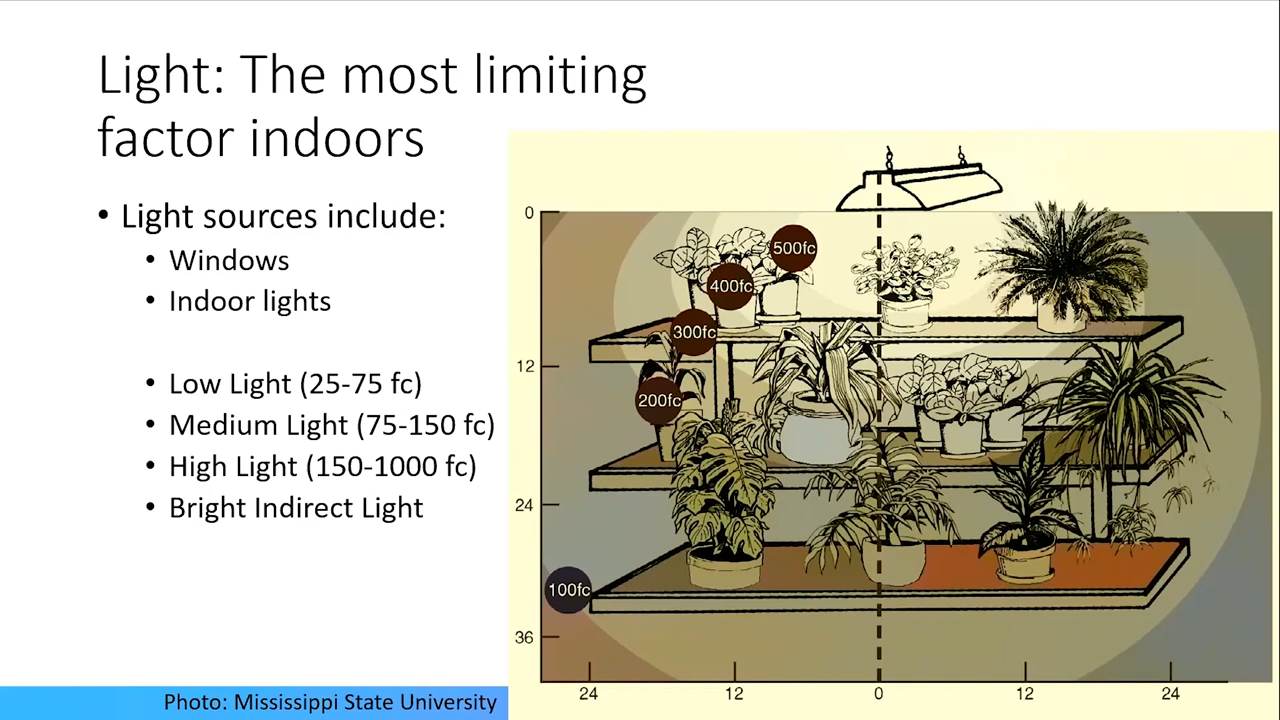 Light: The most limiting
factor indoors
• Light sources include:
• Windows
• Indoor lights
• Low Light (25-75 fc)
• Medium Light (75-150 fc)
• High Light (150-1000 fc)
• Bright Indirect Light
0
12
24
36
500fc
400fc
300fc
200fc
100fc
24 12 0 12 24
Photo: Mississippi State University